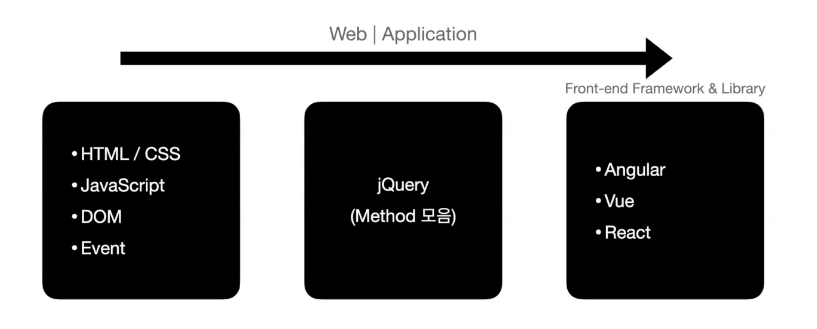 Web | Application
Front-end Framework & Library
• HTML / CSS
• JavaScript
• DOM
• Event
jQuery
(Method 모음)
• Angular
• Vue
• React